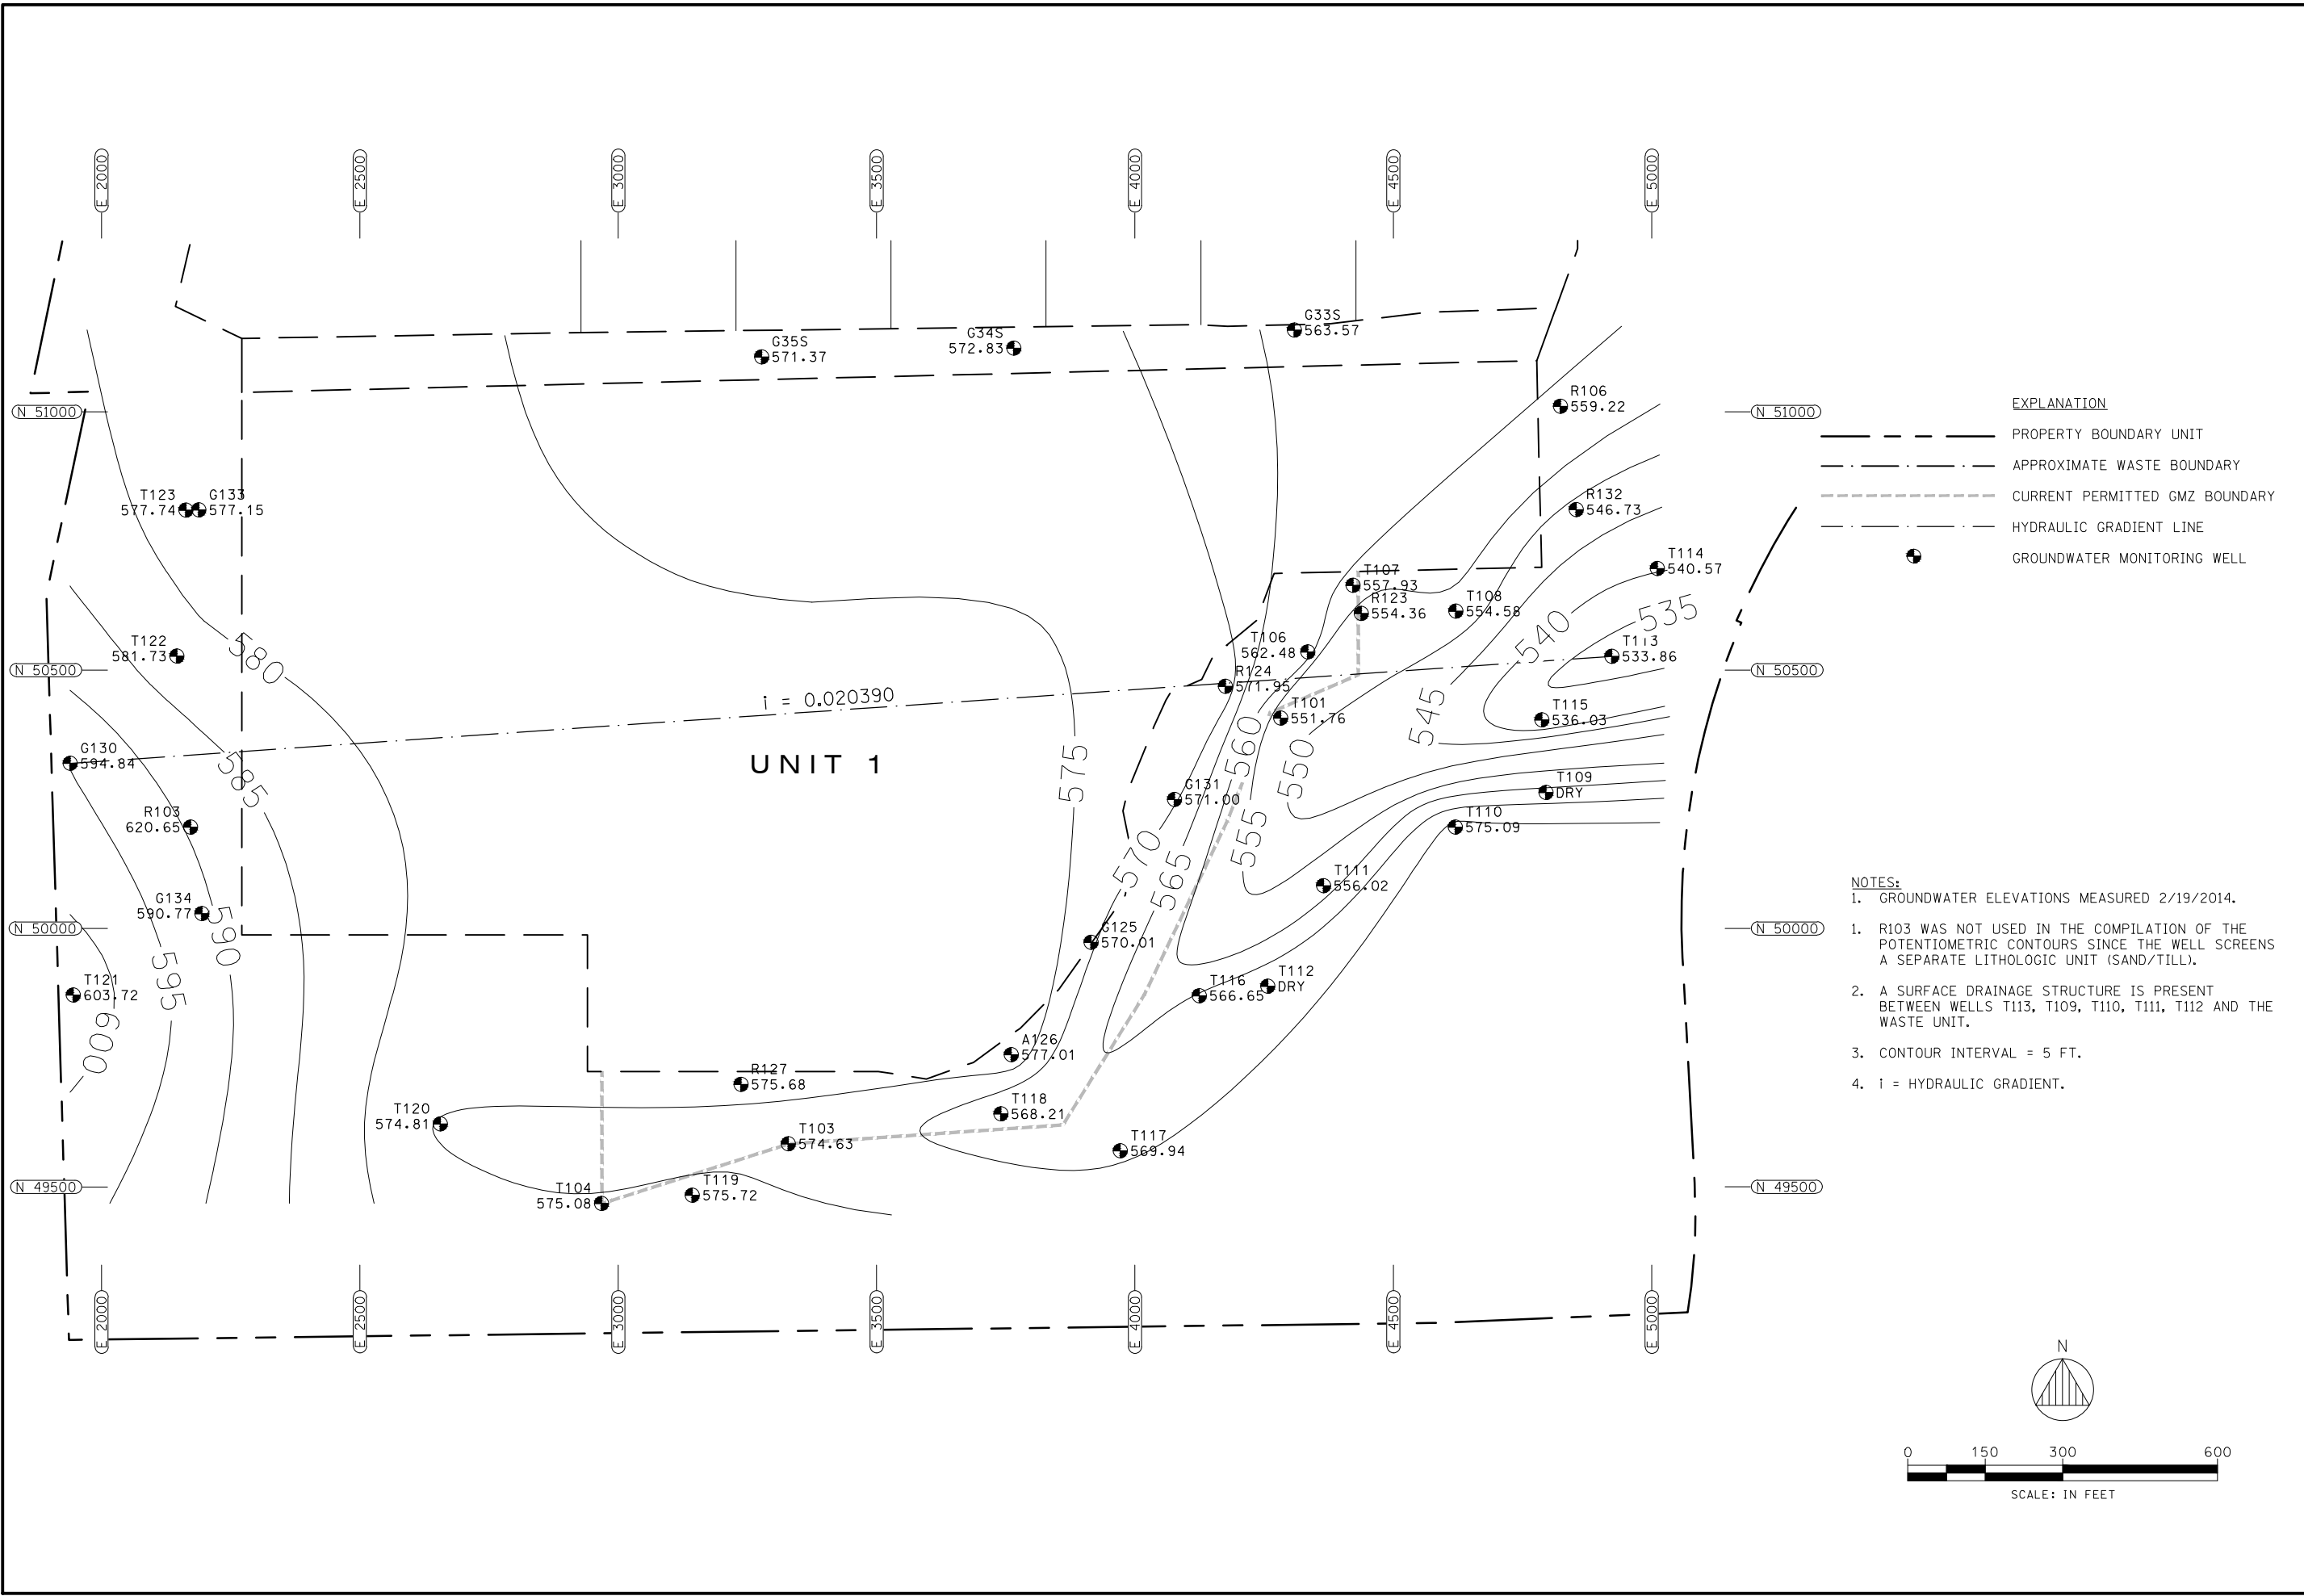 E 2000
E 2500
E 3000
E 3500
E 4000
E 4500
E 5000
G33S
563.57
G34S
572.83
G35S
571.37
R106
559.22
N 51000
N 51000
EXPLANATION
PROPERTY BOUNDARY UNIT
APPROXIMATE WASTE BOUNDARY
CURRENT PERMITTED GMZ BOUNDARY
HYDRAULIC GRADIENT LINE
GROUNDWATER MONITORING WELL
T123
577.74
G133
577.15
R132
546.73
T114
540.57
T107
557.93
R123
554.36
T108
554.58
535
540
T122
581.73
580
T106
562.48
T113
533.86
N 50500
N 50500
R124
571.95
i = 0.020390
T101
551.76
T115
536.03
545
G130
594.84
585
UNIT 1
575
560
550
T109
DRY
G131
571.00
R103
620.65
T110
575.09
555
570
565
T111
556.02
G134
590.77
590
N 50000
N 50000
G125
570.01
595
T121
603.72
T116
566.65
T112
DRY
600
A126
577.01
R127
575.68
T120
574.81
T118
568.21
T103
574.63
T117
569.94
N 49500
N 49500
T104
575.08
T119
575.72
NOTES:
1. GROUNDWATER ELEVATIONS MEASURED 2/19/2014.
1. R103 WAS NOT USED IN THE COMPILATION OF THE
POTENTIOMETRIC CONTOURS SINCE THE WELL SCREENS
A SEPARATE LITHOLOGIC UNIT (SAND/TILL).
2. A SURFACE DRAINAGE STRUCTURE IS PRESENT
BETWEEN WELLS T113, T109, T110, T111, T112 AND THE
WASTE UNIT.
3. CONTOUR INTERVAL = 5 FT.
4. i = HYDRAULIC GRADIENT.
E 2000
E 2500
E 3000
E 3500
E 4000
E 4500
E 5000
N
0 150 300 600
SCALE: IN FEET